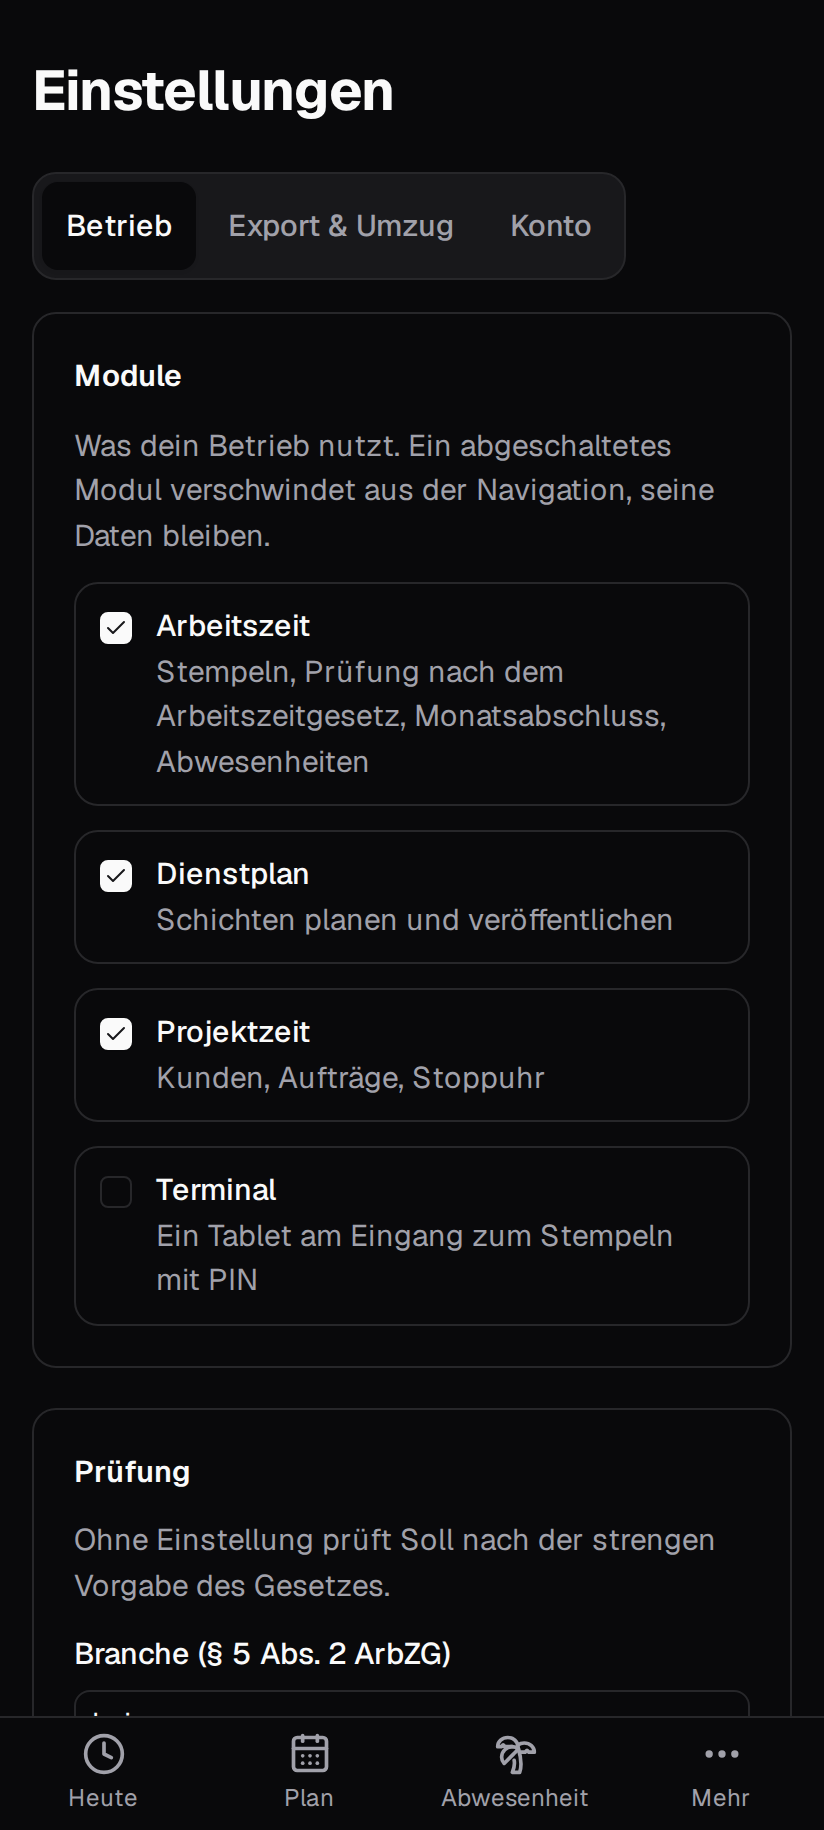 Einstellungen
Betrieb
Export & Umzug
Konto
Module
Was dein Betrieb nutzt. Ein abgeschaltetes
Modul verschwindet aus der Navigation, seine
Daten bleiben.
Arbeitszeit
Stempeln, Prüfung nach dem
Arbeitszeitgesetz, Monatsabschluss,
Abwesenheiten
Dienstplan
Schichten planen und veröffentlichen
Projektzeit
Kunden, Aufträge, Stoppuhr
Terminal
Ein Tablet am Eingang zum Stempeln
mit PIN
Prüfung
Ohne Einstellung prüft Soll nach der strengen
Vorgabe des Gesetzes.
Branche (§ 5 Abs. 2 ArbZG)
Heute
Plan
Abwesenheit
Mehr